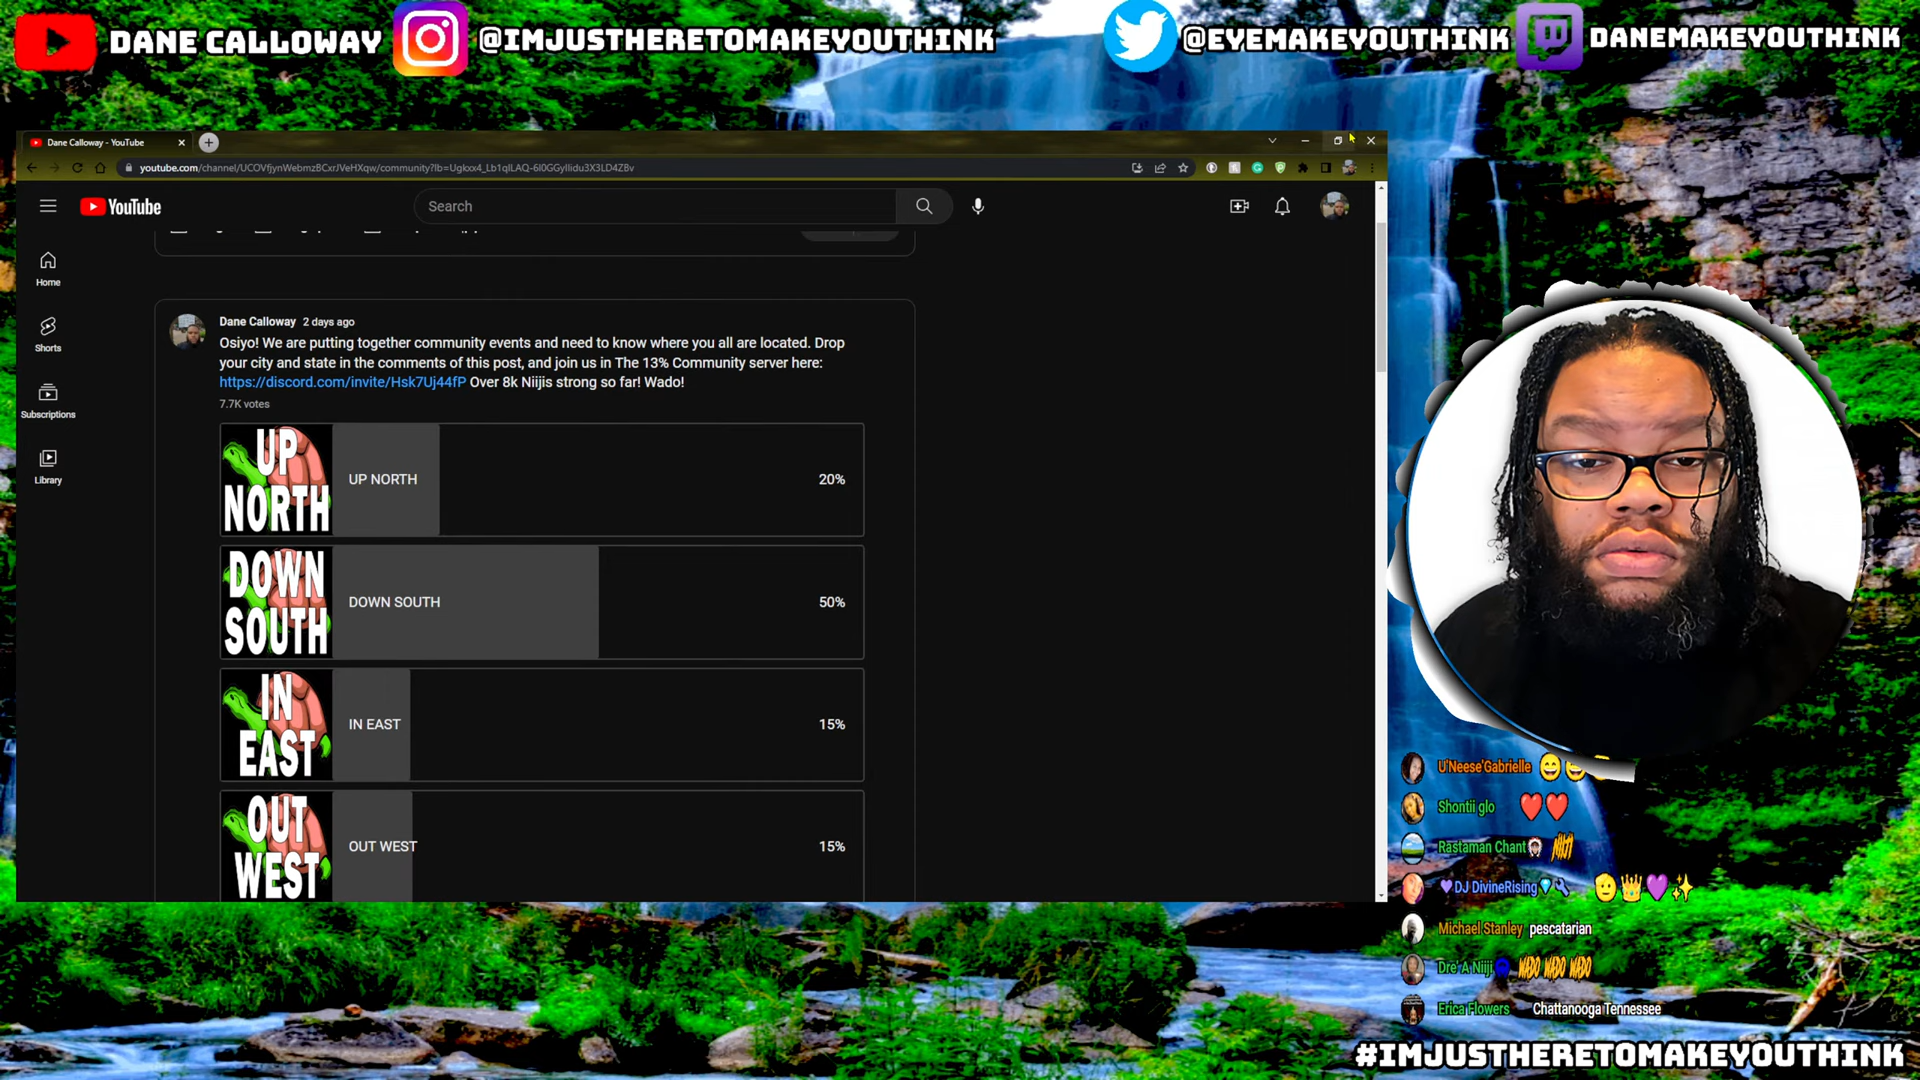 DANE CALLOWAY
@IMJUSTHERETOMAKEYOUTHINK
@EYEMAKEYOUTHINK
DANEMAKEYOUTHINK
Dane Calloway - YouTube
YouTube
Search
Home
Shorts
Subscriptions
Library
Dane Calloway 2 days ago
Osiyo! We are putting together community events and need to know where you all are located. Drop
your city and state in the comments of this post, and join us in The 13% Community server here:
https://discord.com/invite/Hsk7Uj44fP Over 8k Niijis strong so far! Wado!
7.7K votes
UP
NORTH
UP NORTH 20%
DOWN
SOUTH
DOWN SOUTH 50%
IN
EAST
IN EAST 15%
OUT
WEST
OUT WEST 15%
U'Neese'Gabrielle
Shontii glo
Rastaman Chant NIIJI
DJ DivineRising
Michael Stanley pescatarian
Dre'A Niiji WADO WADO WADO
Erica Flowers Chattanooga Tennessee
#IMJUSTHERETOMAKEYOUTHINK